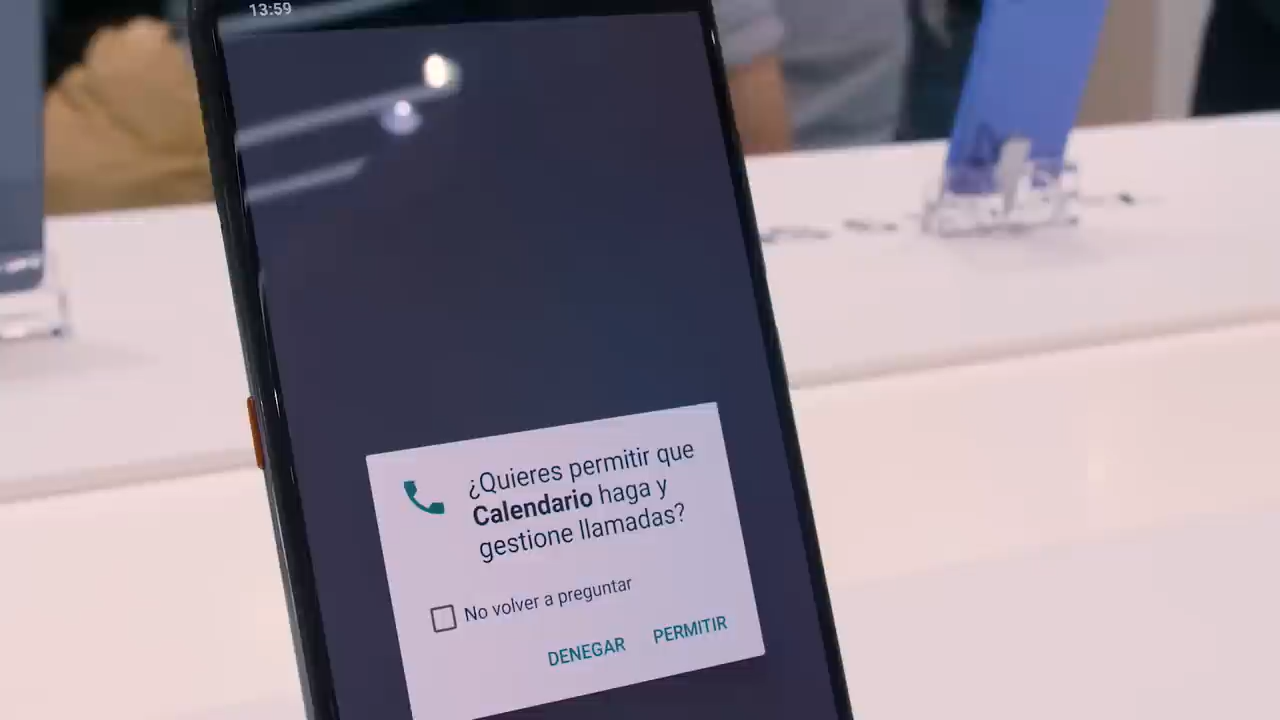 13:59
¿Quieres permitir que
Calendario haga y
gestione llamadas?
No volver a preguntar
DENEGAR PERMITIR